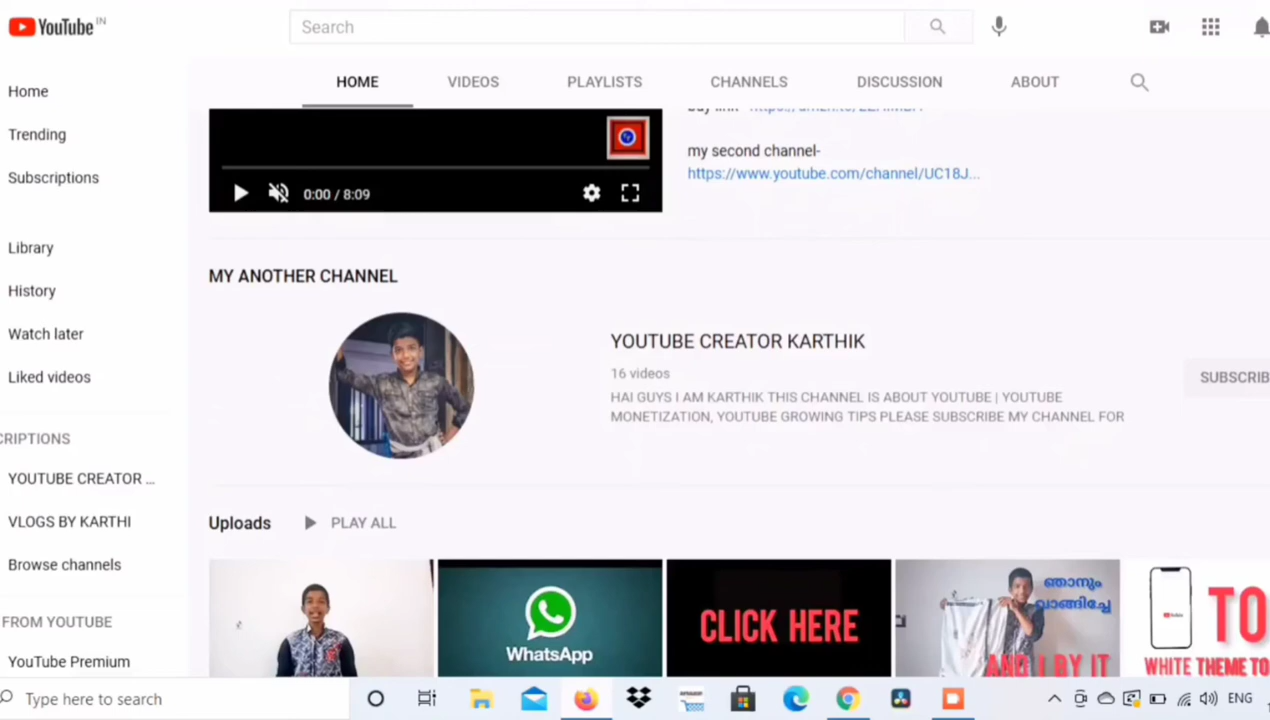 YouTube IN
Search
Home
Trending
Subscriptions
Library
History
Watch later
Liked videos
CRIPTIONS
YOUTUBE CREATOR ...
VLOGS BY KARTHI
Browse channels
FROM YOUTUBE
YouTube Premium
HOME VIDEOS PLAYLISTS CHANNELS DISCUSSION ABOUT
0:00 / 8:09
my second channel-
https://www.youtube.com/channel/UC18J...
MY ANOTHER CHANNEL
YOUTUBE CREATOR KARTHIK
16 videos
HAI GUYS I AM KARTHIK THIS CHANNEL IS ABOUT YOUTUBE | YOUTUBE
MONETIZATION, YOUTUBE GROWING TIPS PLEASE SUBSCRIBE MY CHANNEL FOR
SUBSCRIB
Uploads PLAY ALL
WhatsApp
CLICK HERE
ഞാനും
വാങ്ങിച്ചേ
AND I BY IT
TO
WHITE THEME TO
Type here to search
ENG